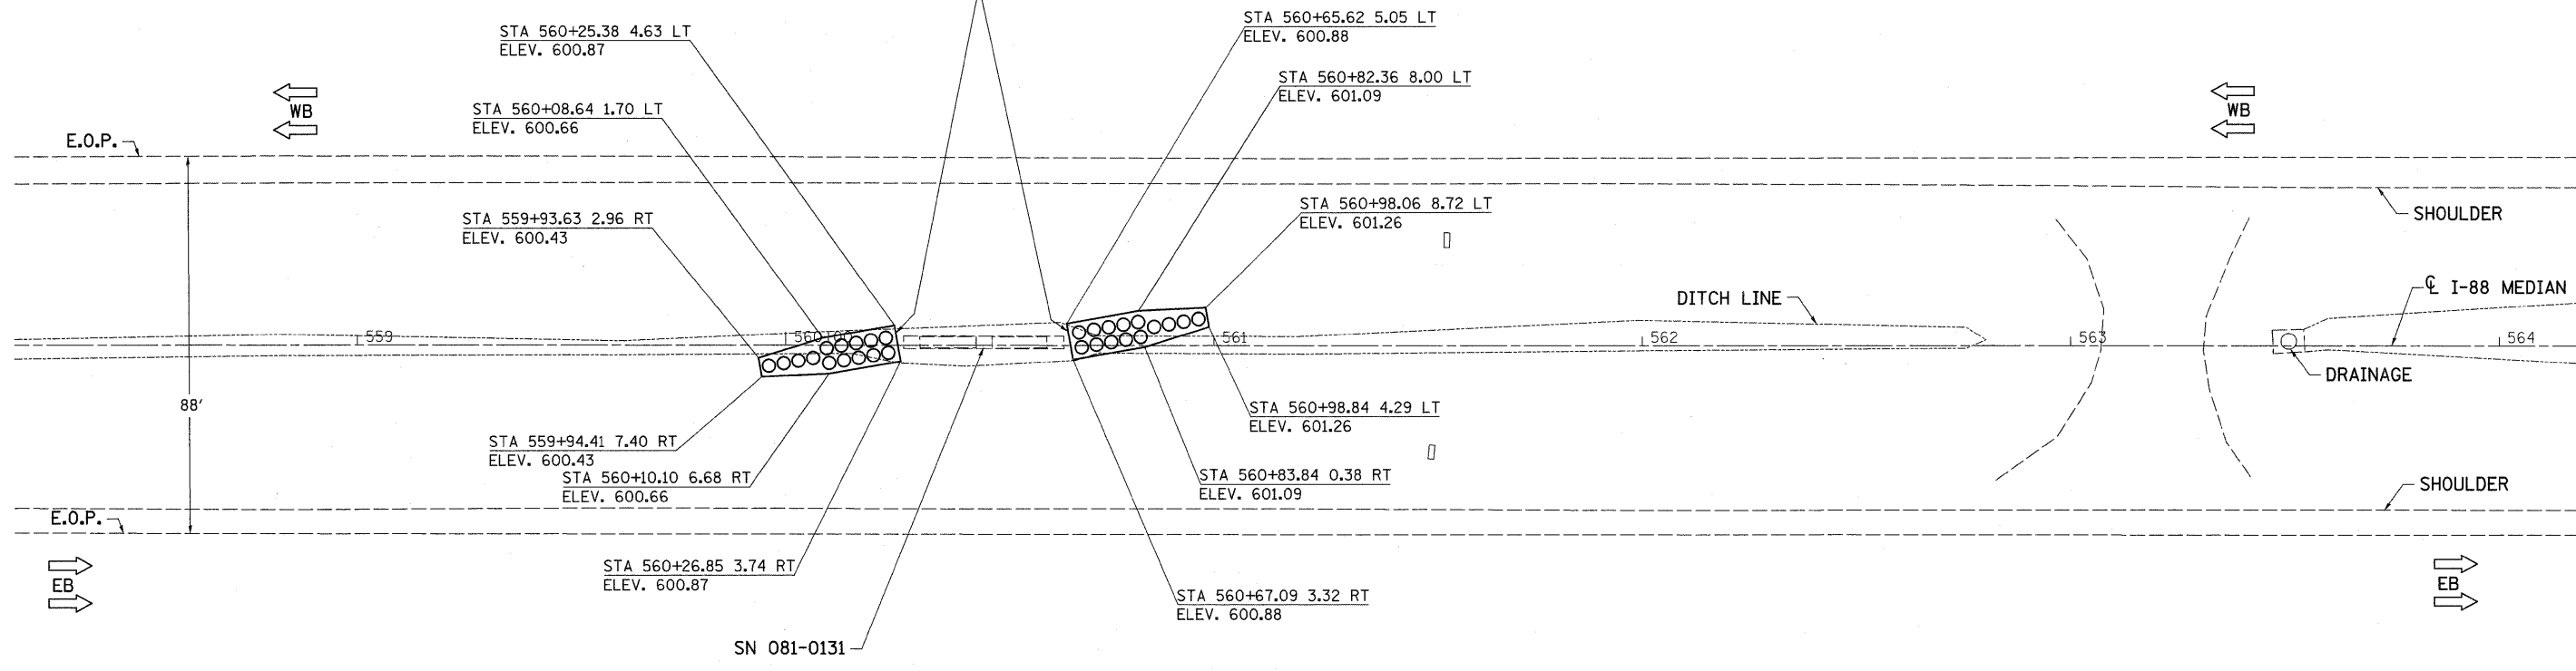 STA 560+25.38 4.63 LT
ELEV. 600.87
STA 560+65.62 5.05 LT
ELEV. 600.88
STA 560+82.36 8.00 LT
ELEV. 601.09
WB
WB
STA 560+08.64 1.70 LT
ELEV. 600.66
E.O.P.
STA 559+93.63 2.96 RT
ELEV. 600.43
STA 560+98.06 8.72 LT
ELEV. 601.26
SHOULDER
DITCH LINE
℄ I-88 MEDIAN
559
560+00
561
562
563
564
DRAINAGE
88'
STA 560+98.84 4.29 LT
ELEV. 601.26
STA 559+94.41 7.40 RT
ELEV. 600.43
STA 560+10.10 6.68 RT
ELEV. 600.66
STA 560+83.84 0.38 RT
ELEV. 601.09
SHOULDER
E.O.P.
STA 560+26.85 3.74 RT
ELEV. 600.87
EB
EB
STA 560+67.09 3.32 RT
ELEV. 600.88
SN 081-0131